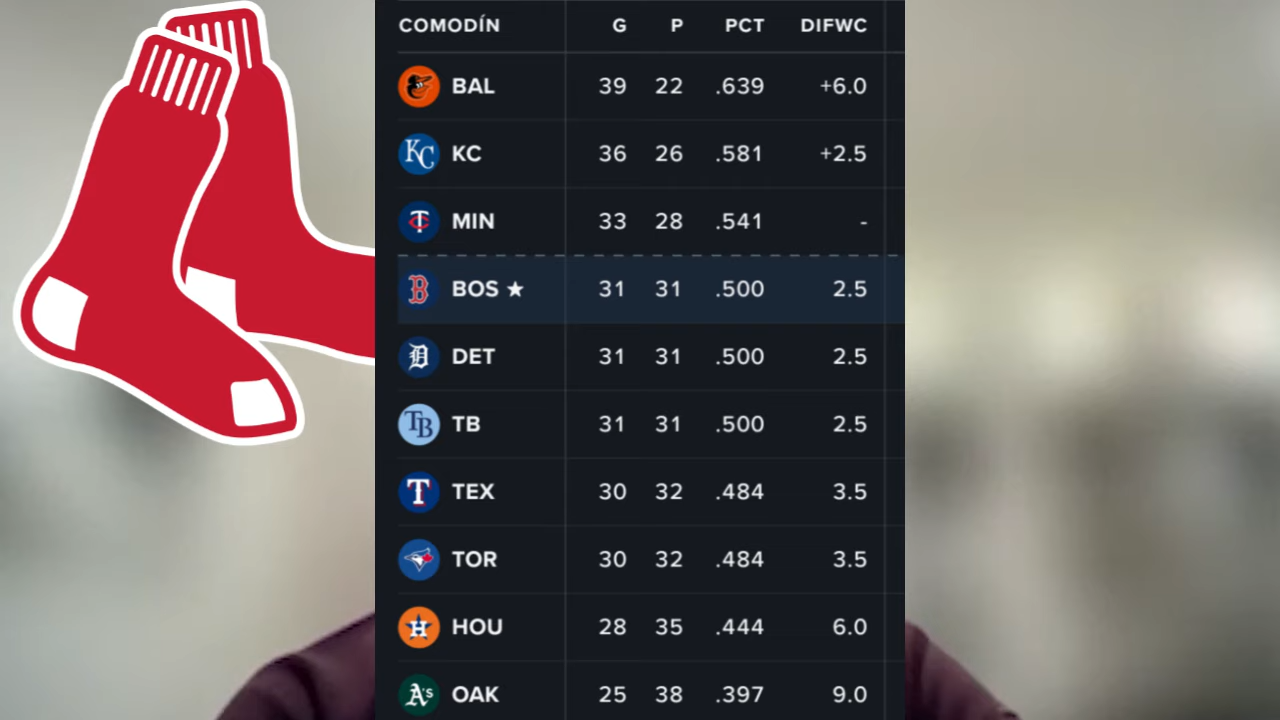 COMODÍN G P PCT DIFWC
BAL 39 22 .639 +6.0
KC KC 36 26 .581 +2.5
TC MIN 33 28 .541 -
B BOS ★ 31 31 .500 2.5
D DET 31 31 .500 2.5
TB TB 31 31 .500 2.5
T TEX 30 32 .484 3.5
TOR 30 32 .484 3.5
H HOU 28 35 .444 6.0
A's OAK 25 38 .397 9.0